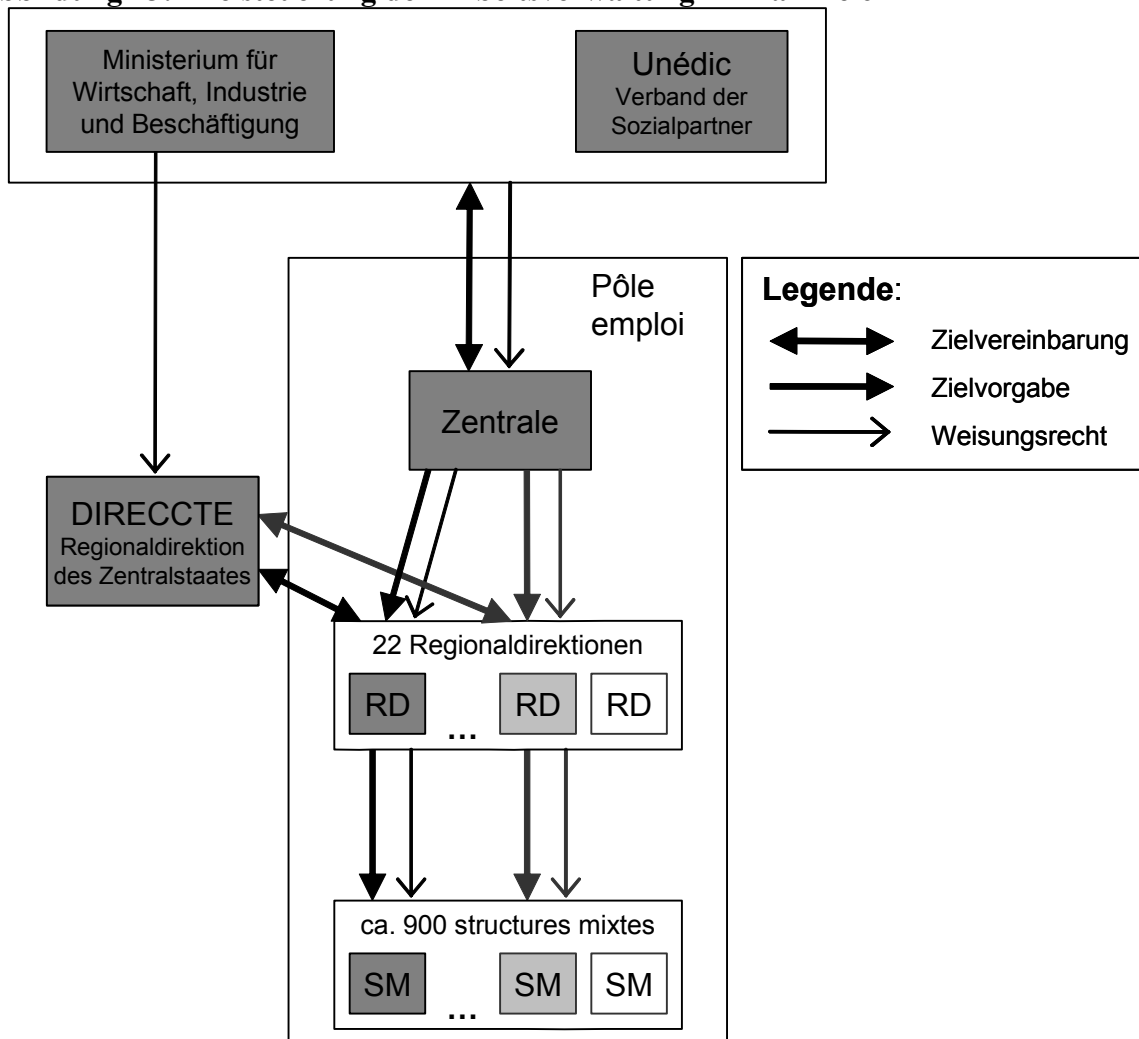 Ministerium für
Wirtschaft, Industrie
und Beschäftigung
Unédic
Verband der
Sozialpartner
Pôle
emploi
Legende:
Zielvereinbarung
Zielvorgabe
Weisungsrecht
Zentrale
DIRECCTE
Regionaldirektion
des Zentralstaates
22 Regionaldirektionen
RD ... RD RD
ca. 900 structures mixtes
SM ... SM SM